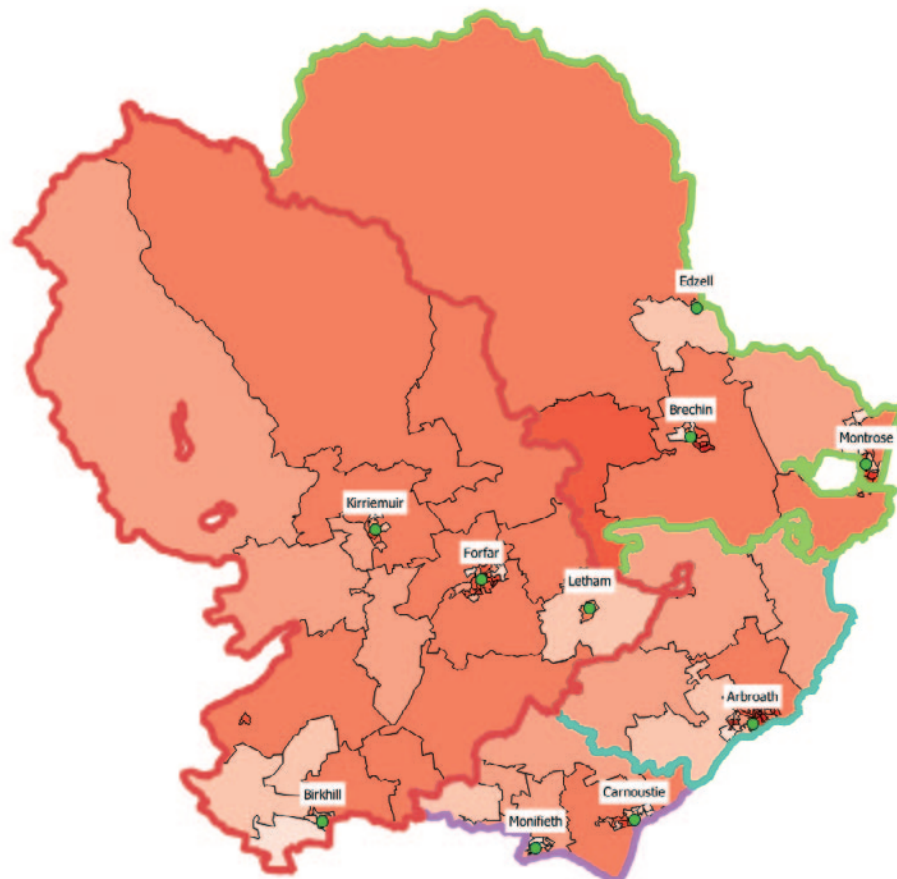 Edzell
Brechin
Montrose
Kirriemuir
Forfar
Letham
Arbroath
Birkhill
Carnoustie
Monifieth